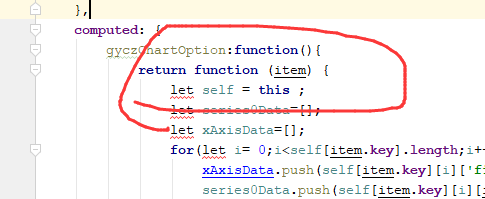 },
computed: {
gyczChartOption:function(){
return function (item) {
let self = this ;
let series0Data=[];
let xAxisData=[];
for(let i= 0;i<self[item.key].length;i+
xAxisData.push(self[item.key][i]['fi
series0Data.push(self[item.key][i][